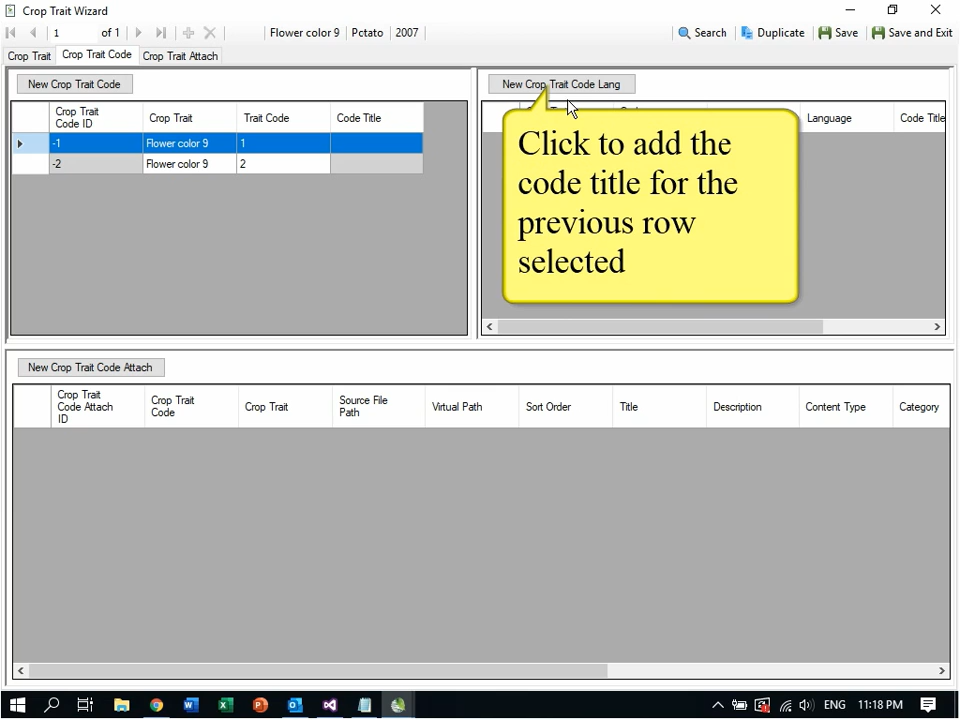 Crop Trait Wizard
1 of 1 Flower color 9 Pctato 2007 Search Duplicate Save Save and Exit
Crop Trait Crop Trait Code Crop Trait Attach
New Crop Trait Code
Crop Trait Code ID Crop Trait Trait Code Code Title
-1 Flower color 9 1
-2 Flower color 9 2
New Crop Trait Code Lang
Language Code Title
Click to add the
code title for the
previous row
selected
New Crop Trait Code Attach
Crop Trait Code Attach ID Crop Trait Code Crop Trait Source File Path Virtual Path Sort Order Title Description Content Type Category
ENG 11:18 PM